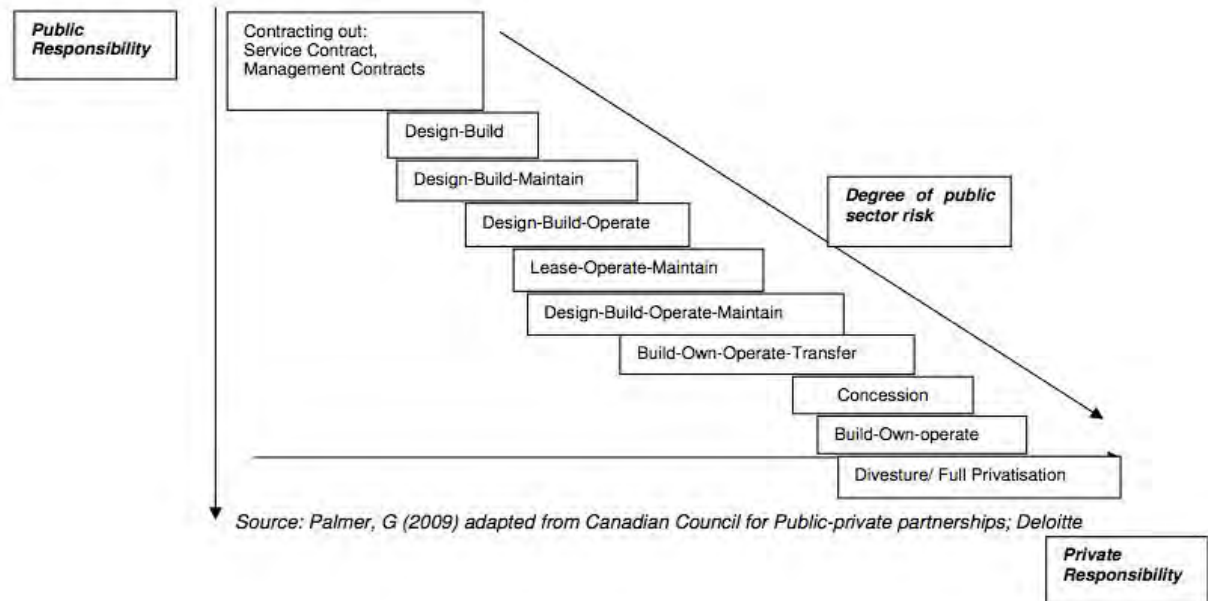 Public
Responsibility
Contracting out:
Service Contract,
Management Contracts
Design-Build
Design-Build-Maintain
Design-Build-Operate
Degree of public
sector risk
Lease-Operate-Maintain
Design-Build-Operate-Maintain
Build-Own-Operate-Transfer
Concession
Build-Own-operate
Divesture/ Full Privatisation
Source: Palmer, G (2009) adapted from Canadian Council for Public-private partnerships; Deloitte
Private
Responsibility